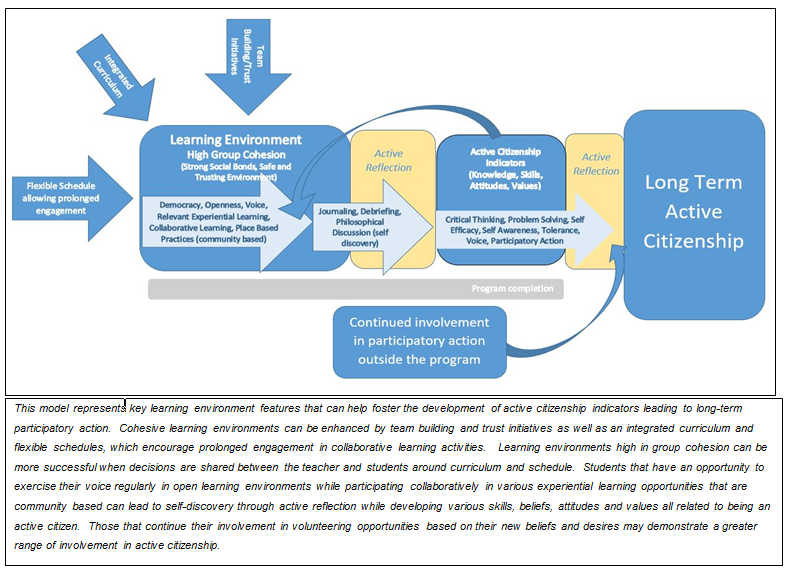 Integrated
Curriculum
Team
Building/Trust
Initiatives
Flexible Schedule
allowing prolonged
engagement
Learning Environment
High Group Cohesion
(Strong Social Bonds, Safe and
Trusting Environment)
Democracy, Openness, Voice,
Relevant Experiential Learning,
Collaborative Learning, Place Based
Practices (community based)
Active
Reflection
Journaling, Debriefing,
Philosophical
Discussion (self
discovery)
Active Citizenship
Indicators
(Knowledge, Skills,
Attitudes, Values)
Critical Thinking, Problem Solving, Self
Efficacy, Self Awareness, Tolerance,
Voice, Participatory Action
Active
Reflection
Long Term
Active
Citizenship
Program completion
Continued involvement
in participatory action
outside the program
This model represents key learning environment features that can help foster the development of active citizenship indicators leading to long-term
participatory action. Cohesive learning environments can be enhanced by team building and trust initiatives as well as an integrated curriculum and
flexible schedules, which encourage prolonged engagement in collaborative learning activities. Learning environments high in group cohesion can be
more successful when decisions are shared between the teacher and students around curriculum and schedule. Students that have an opportunity to
exercise their voice regularly in open learning environments while participating collaboratively in various experiential learning opportunities that are
community based can lead to self-discovery through active reflection while developing various skills, beliefs, attitudes and values all related to being an
active citizen. Those that continue their involvement in volunteering opportunities based on their new beliefs and desires may demonstrate a greater
range of involvement in active citizenship.